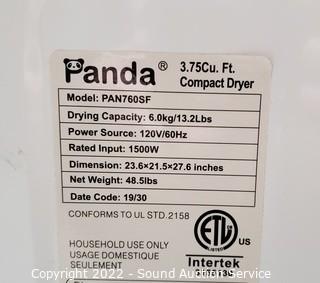 Panda® 3.75Cu. Ft.
Compact Dryer
Model: PAN760SF
Drying Capacity: 6.0kg/13.2Lbs
Power Source: 120V/60Hz
Rated Input: 1500W
Dimension: 23.6×21.5×27.6 inches
Net Weight: 48.5lbs
Date Code: 19/30
CONFORMS TO UL STD.2158
ETL
LISTED
US
HOUSEHOLD USE ONLY
USAGE DOMESTIQUE
SEULEMENT
Intertek
Copyright 2022 - Sound Auction Service